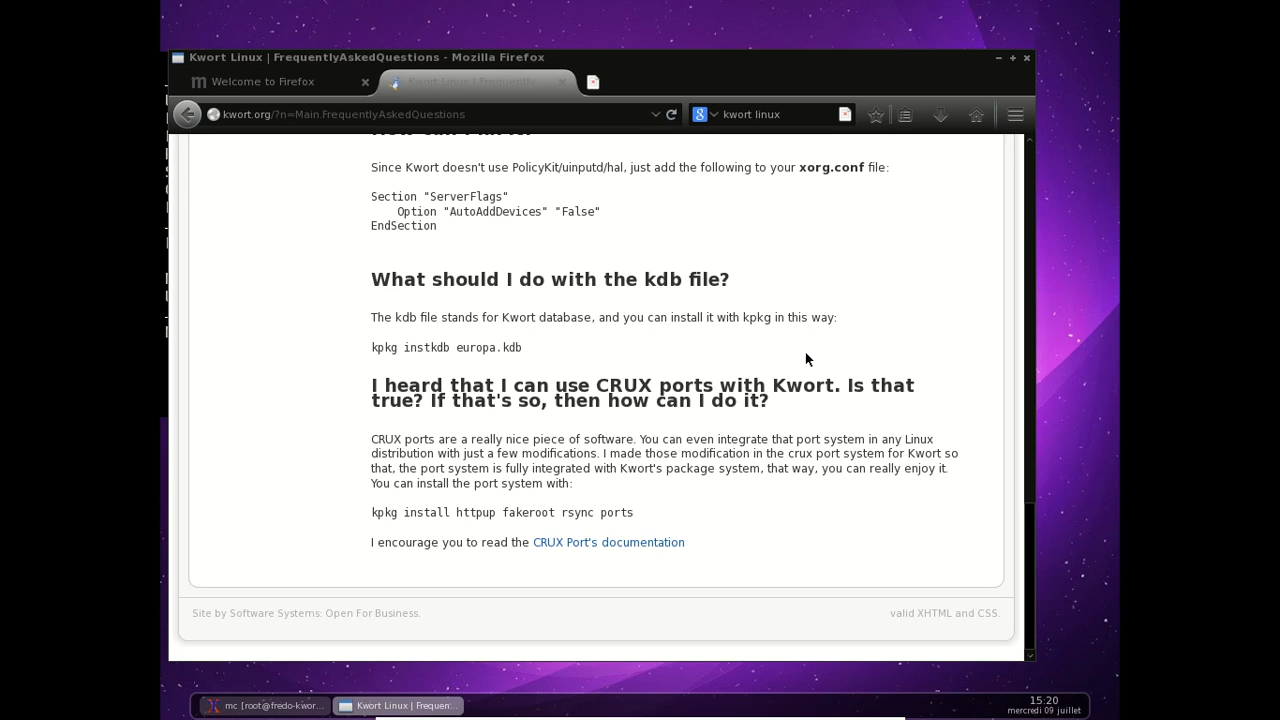 Kwort Linux | FrequentlyAskedQuestions - Mozilla Firefox
Welcome to Firefox
Kwort Linux | Frequently
kwort.org/?n=Main.FrequentlyAskedQuestions
kwort linux
Since Kwort doesn't use PolicyKit/uinputd/hal, just add the following to your xorg.conf file:
Section "ServerFlags"
Option "AutoAddDevices" "False"
EndSection
What should I do with the kdb file?
The kdb file stands for Kwort database, and you can install it with kpkg in this way:
kpkg instkdb europa.kdb
I heard that I can use CRUX ports with Kwort. Is that
true? If that's so, then how can I do it?
CRUX ports are a really nice piece of software. You can even integrate that port system in any Linux
distribution with just a few modifications. I made those modification in the crux port system for Kwort so
that, the port system is fully integrated with Kwort's package system, that way, you can really enjoy it.
You can install the port system with:
kpkg install httpup fakeroot rsync ports
I encourage you to read the CRUX Port's documentation
Site by Software Systems: Open For Business.
valid XHTML and CSS.
mc [root@fredo-kwor...
Kwort Linux | Frequen...
15:20
mercredi 09 juillet